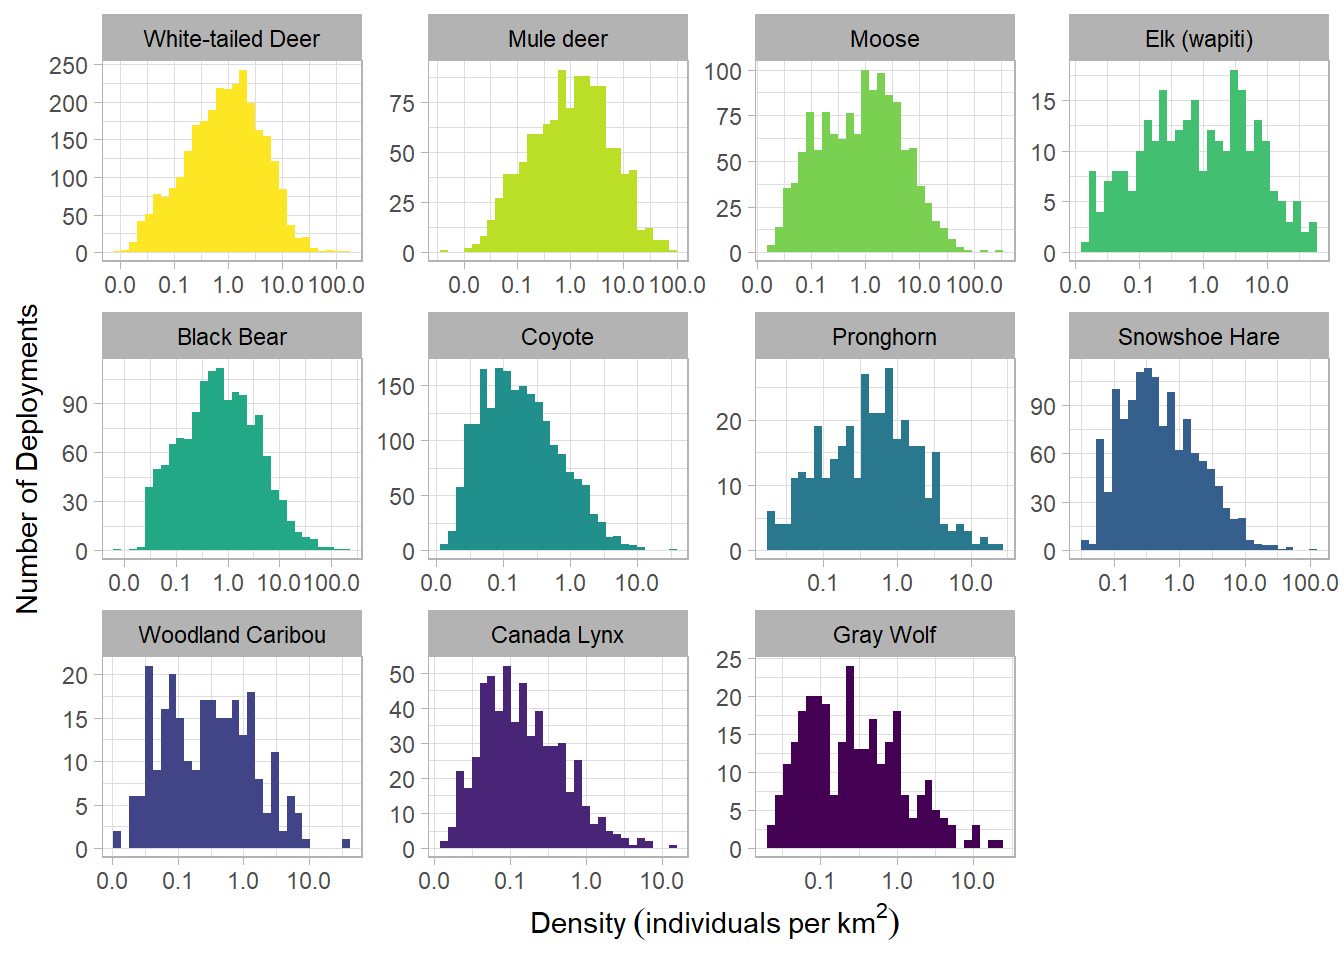 White-tailed Deer
Mule deer
Moose
Elk (wapiti)
250
200
150
100
50
0
75
50
25
0
100
75
50
25
0
15
10
5
0
0.0 0.1 1.0 10.0 100.0
0.0 0.1 1.0 10.0 100.0
0.0 0.1 1.0 10.0 100.0
0.0 0.1 1.0 10.0
Number of Deployments
Black Bear
Coyote
Pronghorn
Snowshoe Hare
90
60
30
0
150
100
50
0
20
10
0
90
60
30
0
0.0 0.1 1.0 10.0 100.0
0.0 0.1 1.0 10.0
0.1 1.0 10.0
0.1 1.0 10.0 100.0
Woodland Caribou
Canada Lynx
Gray Wolf
20
15
10
5
0
50
40
30
20
10
0
25
20
15
10
5
0
0.0 0.1 1.0 10.0
0.0 0.1 1.0 10.0
0.1 1.0 10.0
Density (individuals per km²)